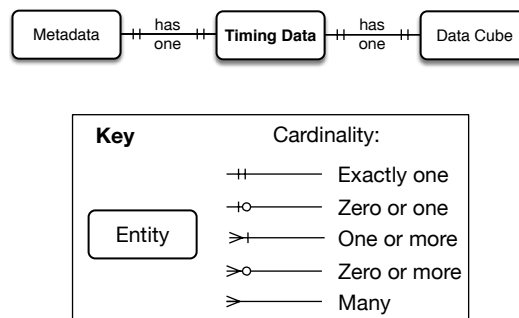 Metadata
has
one
Timing Data
has
one
Data Cube
Key
Cardinality:
Entity
Exactly one
Zero or one
One or more
Zero or more
Many